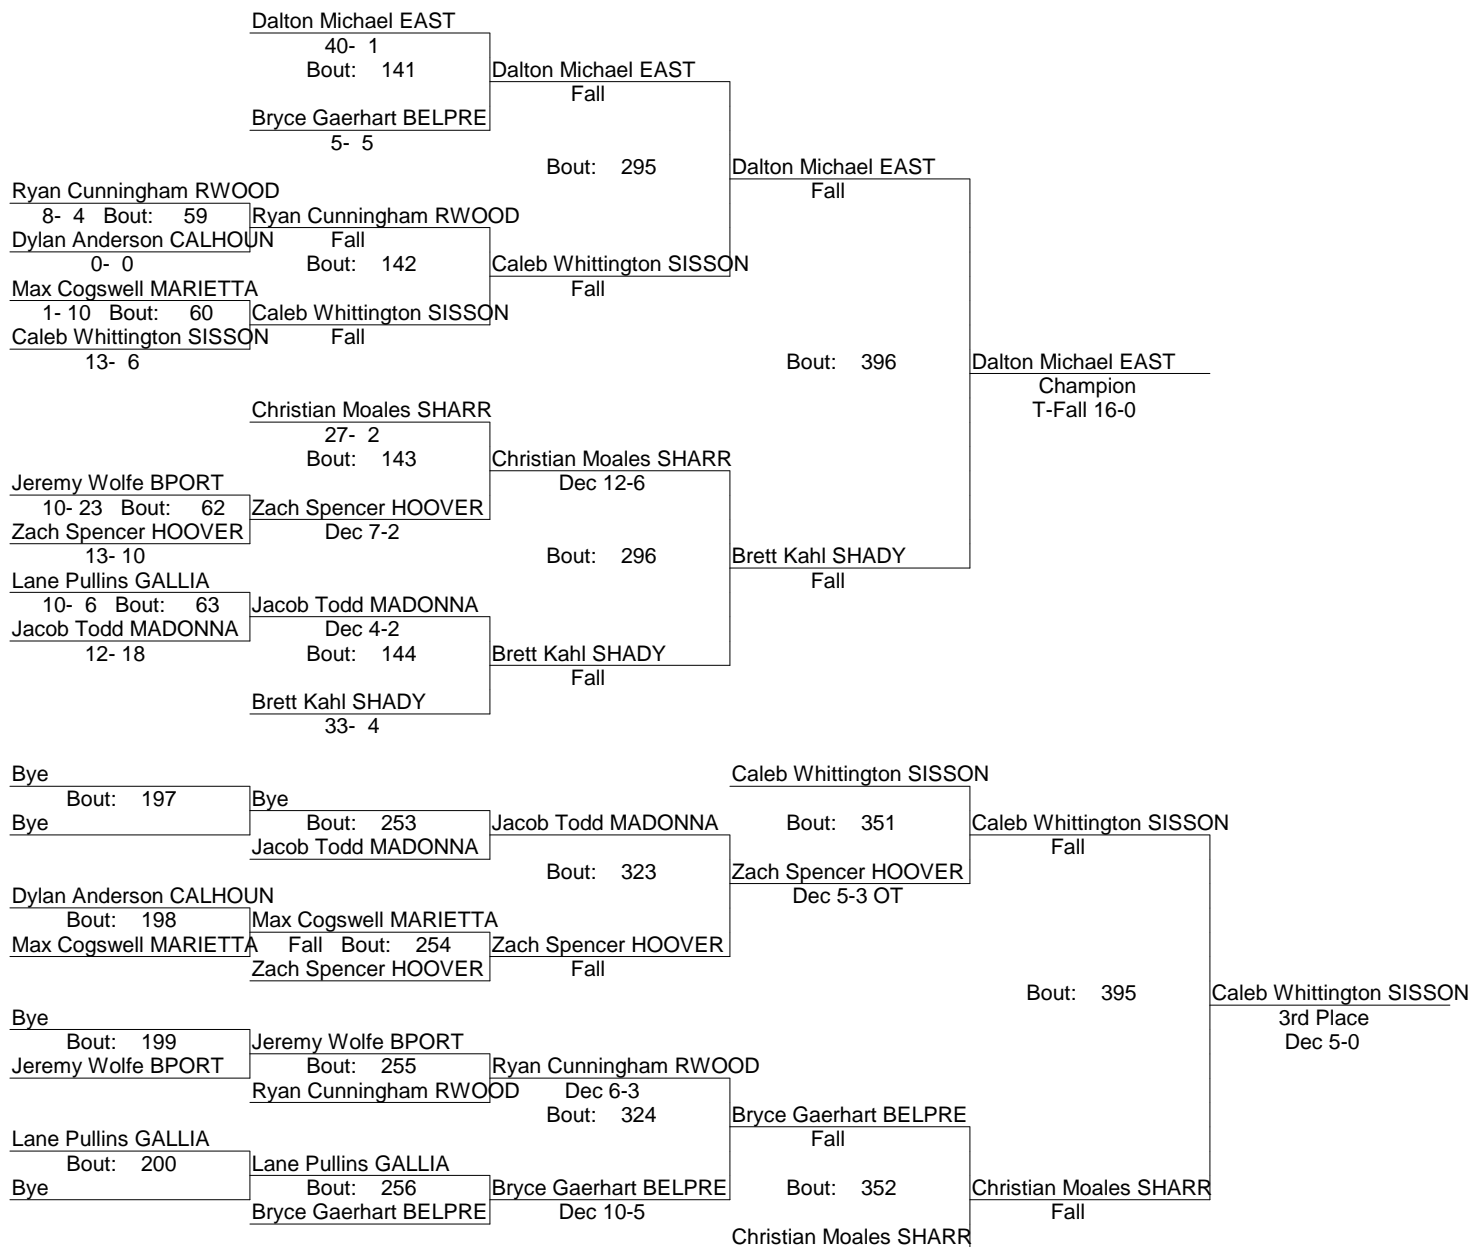 Dalton Michael EAST
40- 1
Bout: 141
Dalton Michael EAST
Fall
Bryce Gaerhart BELPRE
5- 5
Bout: 295
Dalton Michael EAST
Fall
Ryan Cunningham RWOOD
8- 4 Bout: 59
Ryan Cunningham RWOOD
Fall
Dylan Anderson CALHOUN
0- 0
Bout: 142
Caleb Whittington SISSON
Fall
Max Cogswell MARIETTA
1- 10 Bout: 60
Caleb Whittington SISSON
Fall
Caleb Whittington SISSON
13- 6
Bout: 396
Dalton Michael EAST
Champion
T-Fall 16-0
Christian Moales SHARR
27- 2
Bout: 143
Christian Moales SHARR
Dec 12-6
Jeremy Wolfe BPORT
10- 23 Bout: 62
Zach Spencer HOOVER
Dec 7-2
Zach Spencer HOOVER
13- 10
Bout: 296
Brett Kahl SHADY
Fall
Lane Pullins GALLIA
10- 6 Bout: 63
Jacob Todd MADONNA
Dec 4-2
Jacob Todd MADONNA
12- 18
Bout: 144
Brett Kahl SHADY
Fall
Brett Kahl SHADY
33- 4
Bye
Bout: 197
Bye
Bye
Bout: 253
Jacob Todd MADONNA
Jacob Todd MADONNA
Caleb Whittington SISSON
Bout: 351
Caleb Whittington SISSON
Fall
Bout: 323
Zach Spencer HOOVER
Dec 5-3 OT
Dylan Anderson CALHOUN
Bout: 198
Max Cogswell MARIETTA
Max Cogswell MARIETTA
Fall Bout: 254
Zach Spencer HOOVER
Fall
Zach Spencer HOOVER
Bout: 395
Caleb Whittington SISSON
3rd Place
Dec 5-0
Bye
Bout: 199
Jeremy Wolfe BPORT
Jeremy Wolfe BPORT
Bout: 255
Ryan Cunningham RWOOD
Dec 6-3
Ryan Cunningham RWOOD
Bout: 324
Bryce Gaerhart BELPRE
Fall
Lane Pullins GALLIA
Bout: 200
Bye
Lane Pullins GALLIA
Bout: 256
Bryce Gaerhart BELPRE
Dec 10-5
Bryce Gaerhart BELPRE
Bout: 352
Christian Moales SHARR
Fall
Christian Moales SHARR